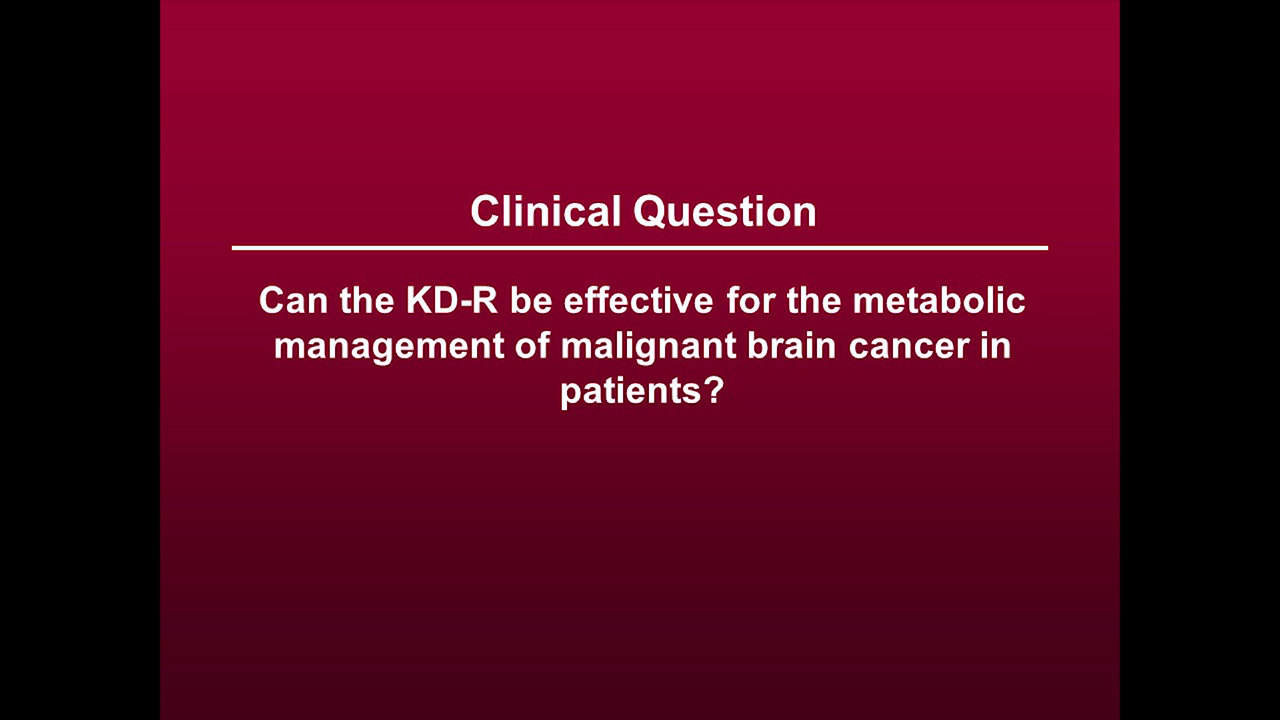 Clinical Question
Can the KD-R be effective for the metabolic
management of malignant brain cancer in
patients?